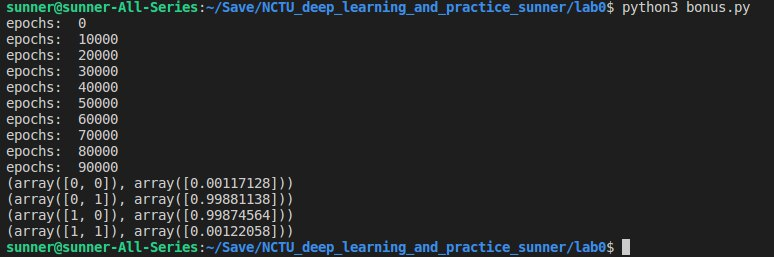 sunner@sunner-All-Series:~/Save/NCTU_deep_learning_and_practice_sunner/lab0$ python3 bonus.py
epochs:  0
epochs:  10000
epochs:  20000
epochs:  30000
epochs:  40000
epochs:  50000
epochs:  60000
epochs:  70000
epochs:  80000
epochs:  90000
(array([0, 0]), array([0.00117128]))
(array([0, 1]), array([0.99881138]))
(array([1, 0]), array([0.99874564]))
(array([1, 1]), array([0.00122058]))
sunner@sunner-All-Series:~/Save/NCTU_deep_learning_and_practice_sunner/lab0$